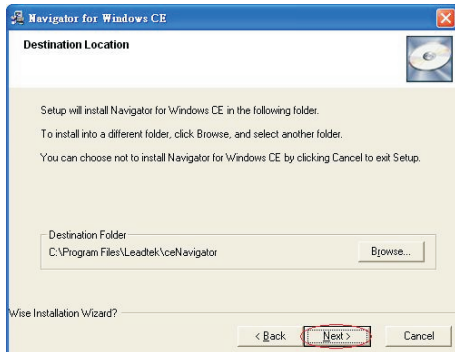 Navigator for Windows CE
Destination Location
Setup will install Navigator for Windows CE in the following folder.
To install into a different folder, click Browse, and select another folder.
You can choose not to install Navigator for Windows CE by clicking Cancel to exit Setup.
Destination Folder
C:\Program Files\Leadtek\ceNavigator
Browse...
Wise Installation Wizard?
< Back
Next >
Cancel